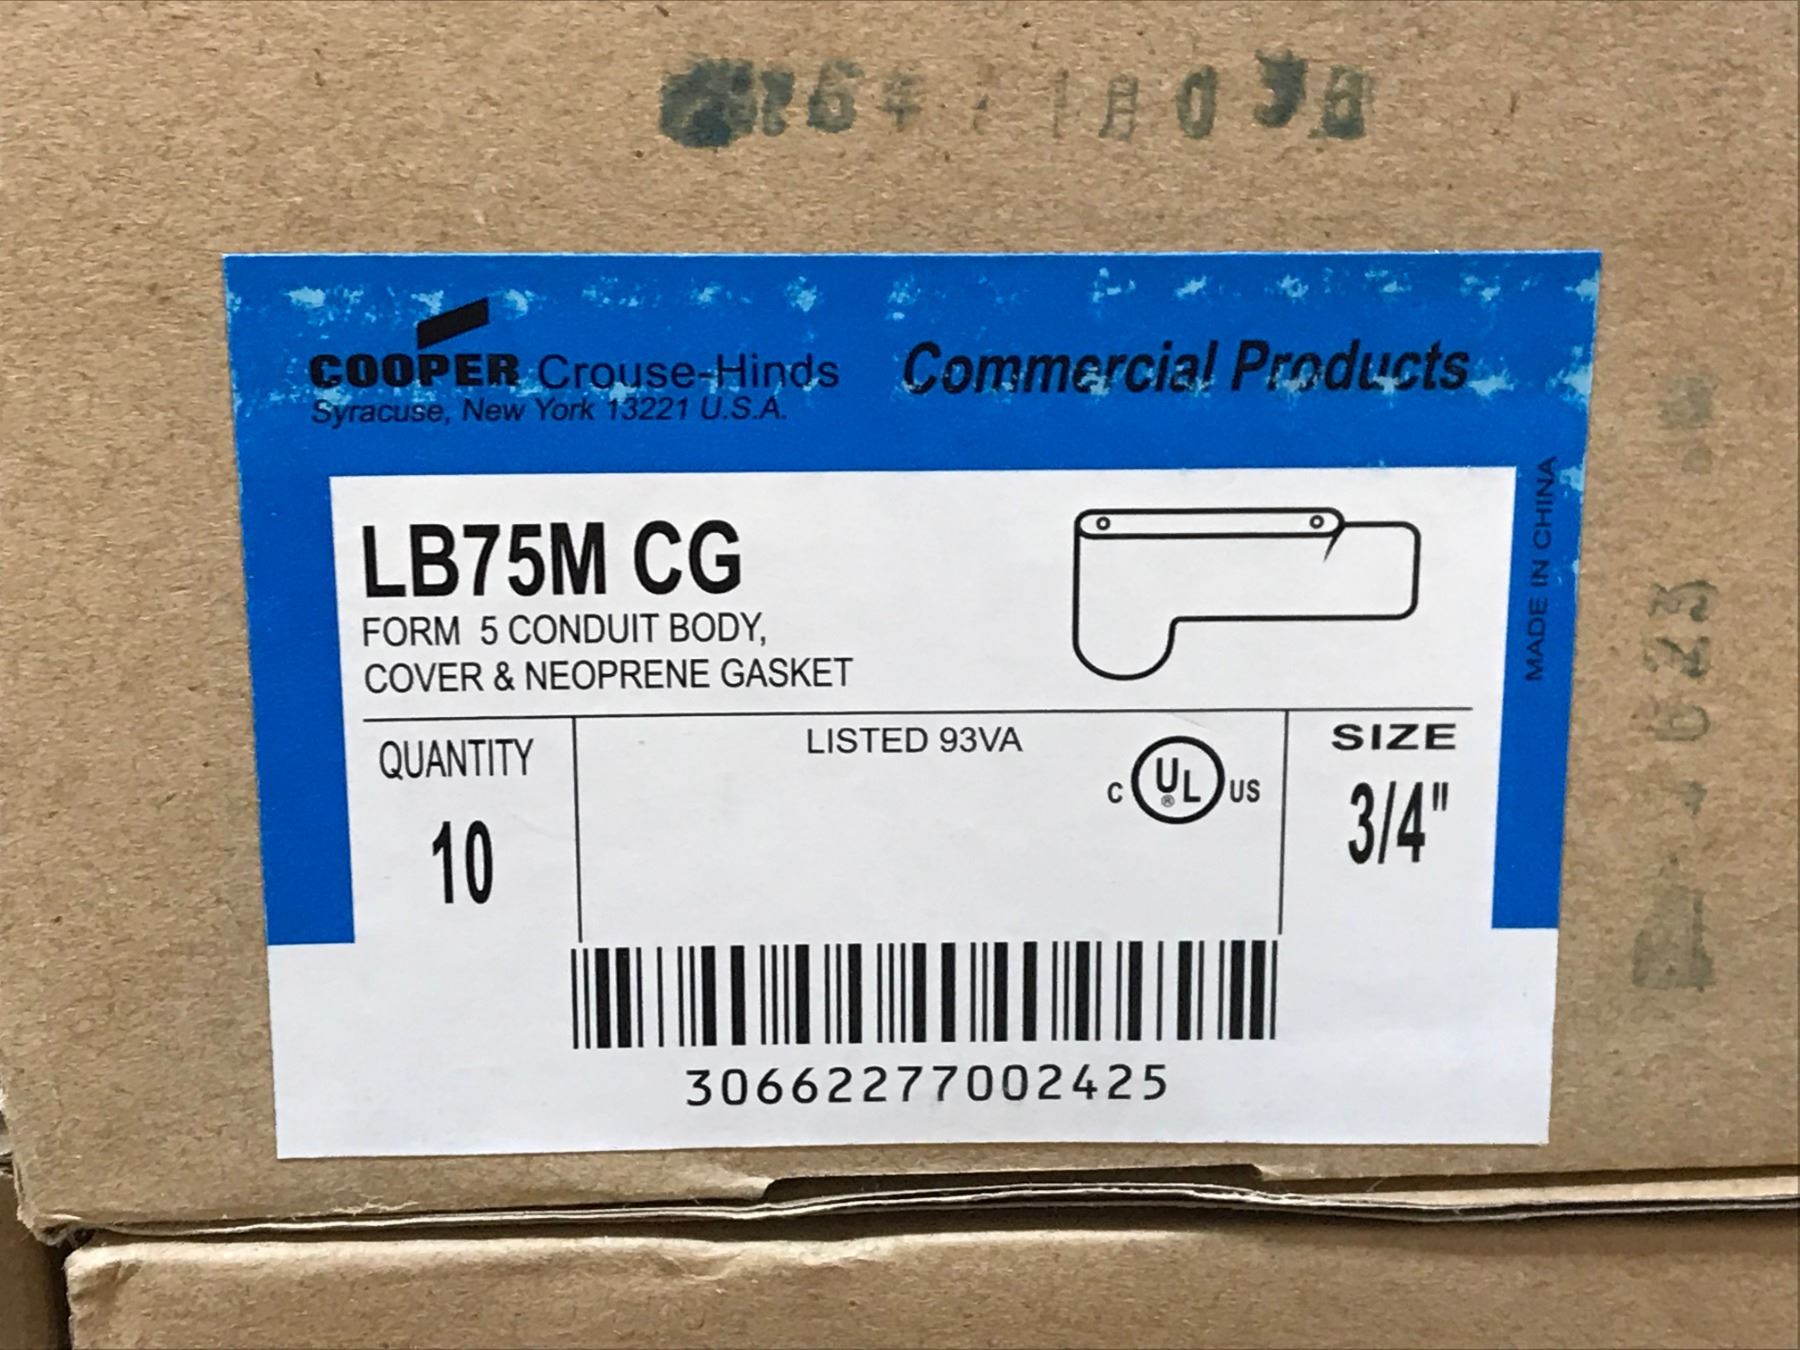 COOPER Crouse-Hinds
Syracuse, New York 13221 U.S.A.
Commercial Products
MADE IN CHINA
LB75M CG
FORM 5 CONDUIT BODY,
COVER & NEOPRENE GASKET
QUANTITY
10
LISTED 93VA
C UL® US
SIZE
3/4"
30662277002425